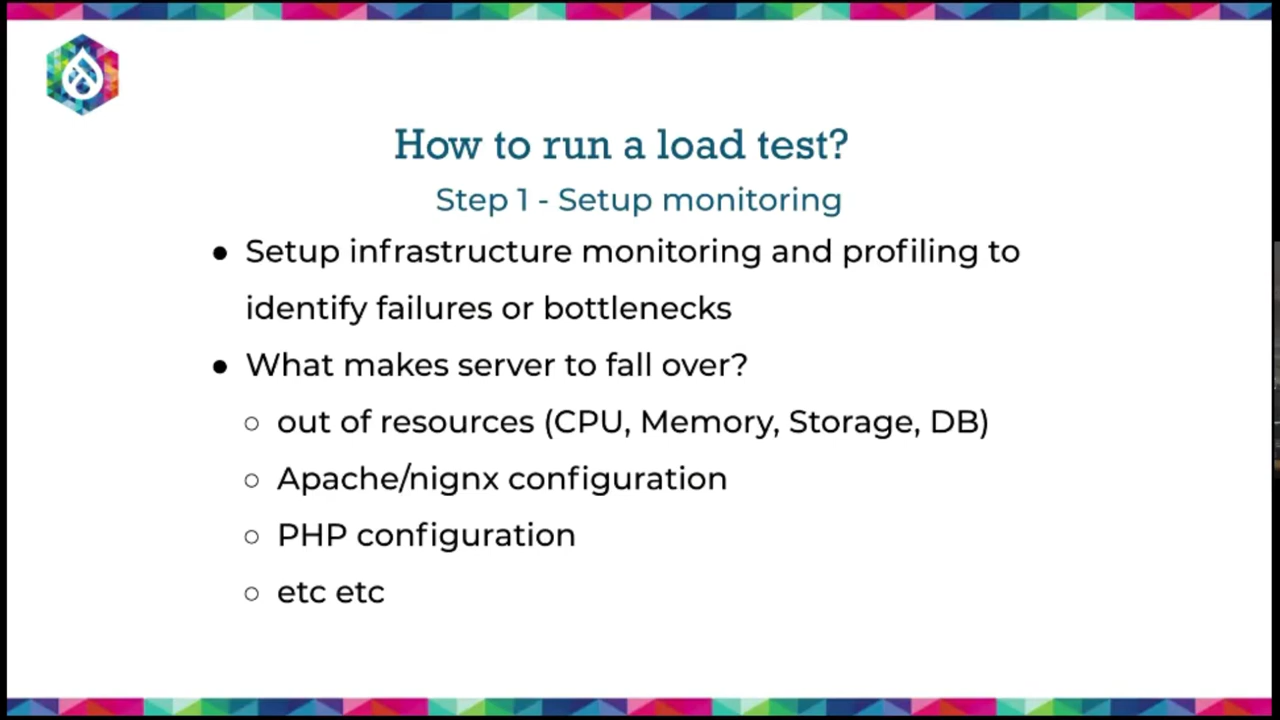 How to run a load test?
Step 1 - Setup monitoring
● Setup infrastructure monitoring and profiling to
identify failures or bottlenecks
● What makes server to fall over?
○ out of resources (CPU, Memory, Storage, DB)
○ Apache/nignx configuration
○ PHP configuration
○ etc etc